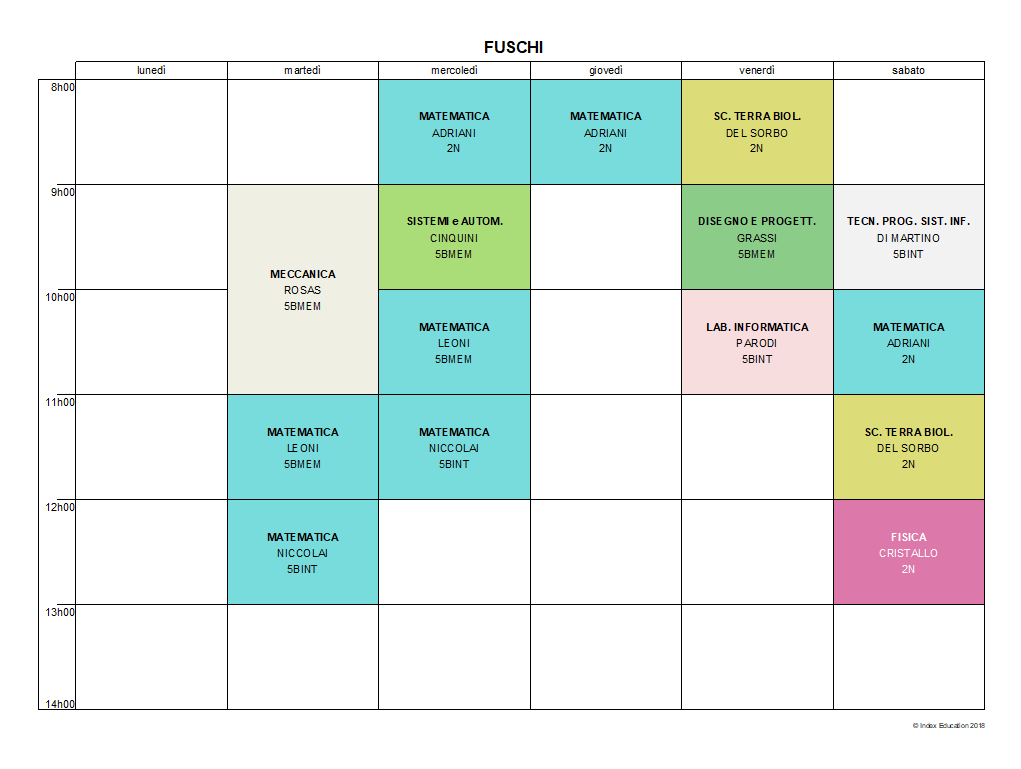 FUSCHI
lunedì martedì mercoledì giovedì venerdì sabato
8h00
MATEMATICA
ADRIANI
2N
MATEMATICA
ADRIANI
2N
SC. TERRA BIOL.
DEL SORBO
2N
9h00
MECCANICA
ROSAS
5BMEM
SISTEMI e AUTOM.
CINQUINI
5BMEM
DISEGNO E PROGETT.
GRASSI
5BMEM
TECN. PROG. SIST. INF.
DI MARTINO
5BINT
10h00
MATEMATICA
LEONI
5BMEM
LAB. INFORMATICA
PARODI
5BINT
MATEMATICA
ADRIANI
2N
11h00
MATEMATICA
LEONI
5BMEM
MATEMATICA
NICCOLAI
5BINT
SC. TERRA BIOL.
DEL SORBO
2N
12h00
MATEMATICA
NICCOLAI
5BINT
FISICA
CRISTALLO
2N
13h00
14h00
© Index Education 2018